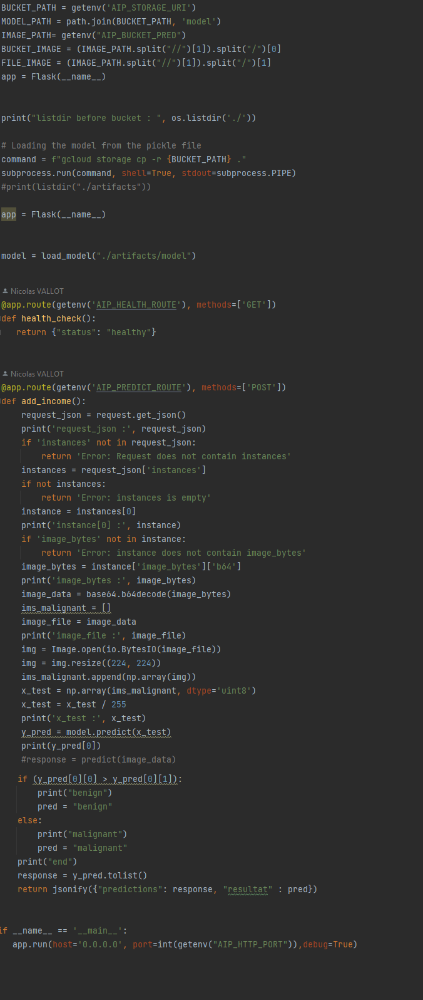 BUCKET_PATH = getenv('AIP_STORAGE_URI')
MODEL_PATH = path.join(BUCKET_PATH, 'model')
IMAGE_PATH= getenv("AIP_BUCKET_PRED")
BUCKET_IMAGE = (IMAGE_PATH.split("//")[1]).split("/")[0]
FILE_IMAGE = (IMAGE_PATH.split("//")[1]).split("/")[1]
app = Flask(__name__)
print("listdir before bucket : ", os.listdir('./'))
# Loading the model from the pickle file
command = f"gcloud storage cp -r {BUCKET_PATH} ."
subprocess.run(command, shell=True, stdout=subprocess.PIPE)
#print(listdir("./artifacts"))
app = Flask(__name__)
model = load_model("./artifacts/model")
Nicolas VALLOT
@app.route(getenv('AIP_HEALTH_ROUTE'), methods=['GET'])
def health_check():
return {"status": "healthy"}
Nicolas VALLOT
@app.route(getenv('AIP_PREDICT_ROUTE'), methods=['POST'])
def add_income():
request_json = request.get_json()
print('request_json :', request_json)
if 'instances' not in request_json:
return 'Error: Request does not contain instances'
instances = request_json['instances']
if not instances:
return 'Error: instances is empty'
instance = instances[0]
print('instance[0] :', instance)
if 'image_bytes' not in instance:
return 'Error: instance does not contain image_bytes'
image_bytes = instance['image_bytes']['b64']
print('image_bytes :', image_bytes)
image_data = base64.b64decode(image_bytes)
ims_malignant = []
image_file = image_data
print('image_file :', image_file)
img = Image.open(io.BytesIO(image_file))
img = img.resize((224, 224))
ims_malignant.append(np.array(img))
x_test = np.array(ims_malignant, dtype='uint8')
x_test = x_test / 255
print('x_test :', x_test)
y_pred = model.predict(x_test)
print(y_pred[0])
#response = predict(image_data)
if (y_pred[0][0] > y_pred[0][1]):
print("benign")
pred = "benign"
else:
print("malignant")
pred = "malignant"
print("end")
response = y_pred.tolist()
return jsonify({"predictions": response, "resultat" : pred})
if __name__ == '__main__':
app.run(host='0.0.0.0', port=int(getenv("AIP_HTTP_PORT")),debug=True)